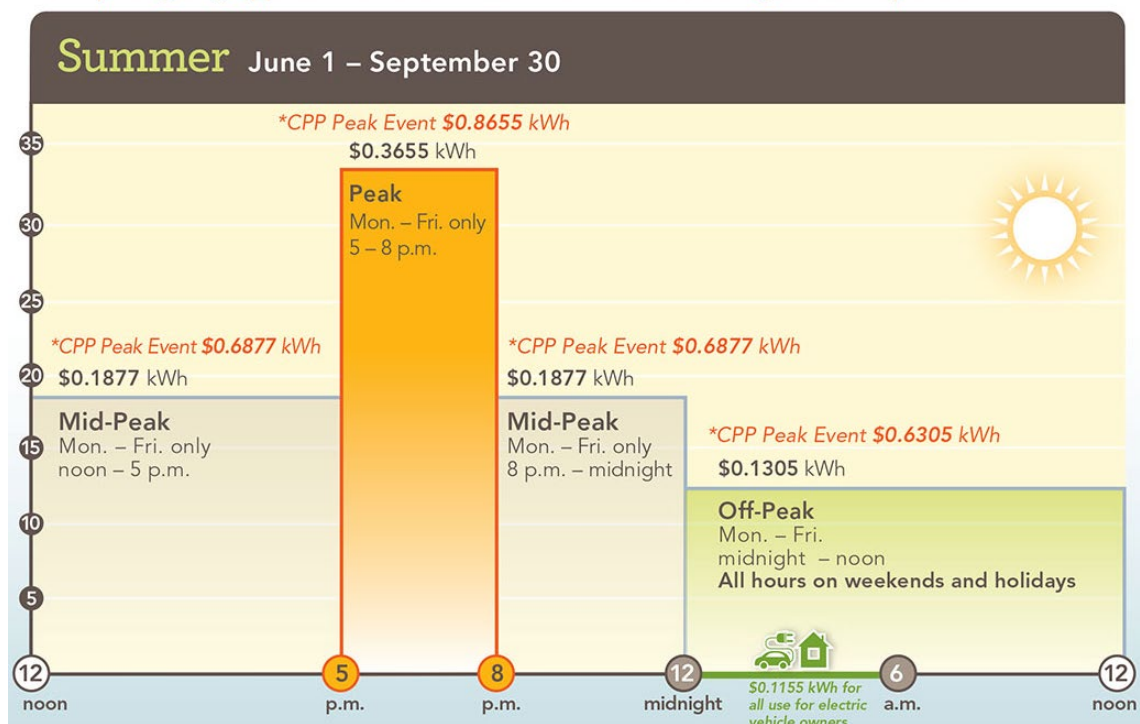 Summer June 1 – September 30
*CPP Peak Event $0.8655 kWh
$0.3655 kWh
Peak
Mon. – Fri. only
5 – 8 p.m.
*CPP Peak Event $0.6877 kWh
$0.1877 kWh
Mid-Peak
Mon. – Fri. only
noon – 5 p.m.
*CPP Peak Event $0.6877 kWh
$0.1877 kWh
Mid-Peak
Mon. – Fri. only
8 p.m. – midnight
*CPP Peak Event $0.6305 kWh
$0.1305 kWh
Off-Peak
Mon. – Fri.
midnight – noon
All hours on weekends and holidays
35
30
25
20
15
10
5
12
noon
5
p.m.
8
p.m.
12
midnight
$0.1155 kWh for
all use for electric
vehicle owners
6
a.m.
12
noon